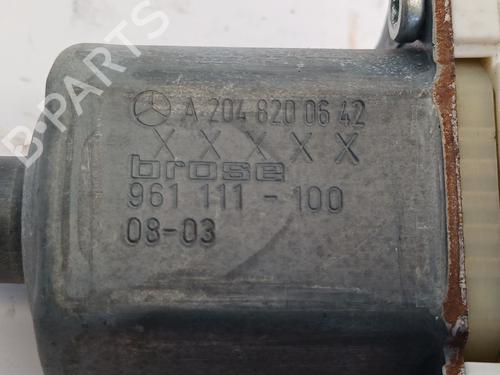 A 204 820 06 42
X X X X X
brose
961 111 - 100
08-03
B-PARTS